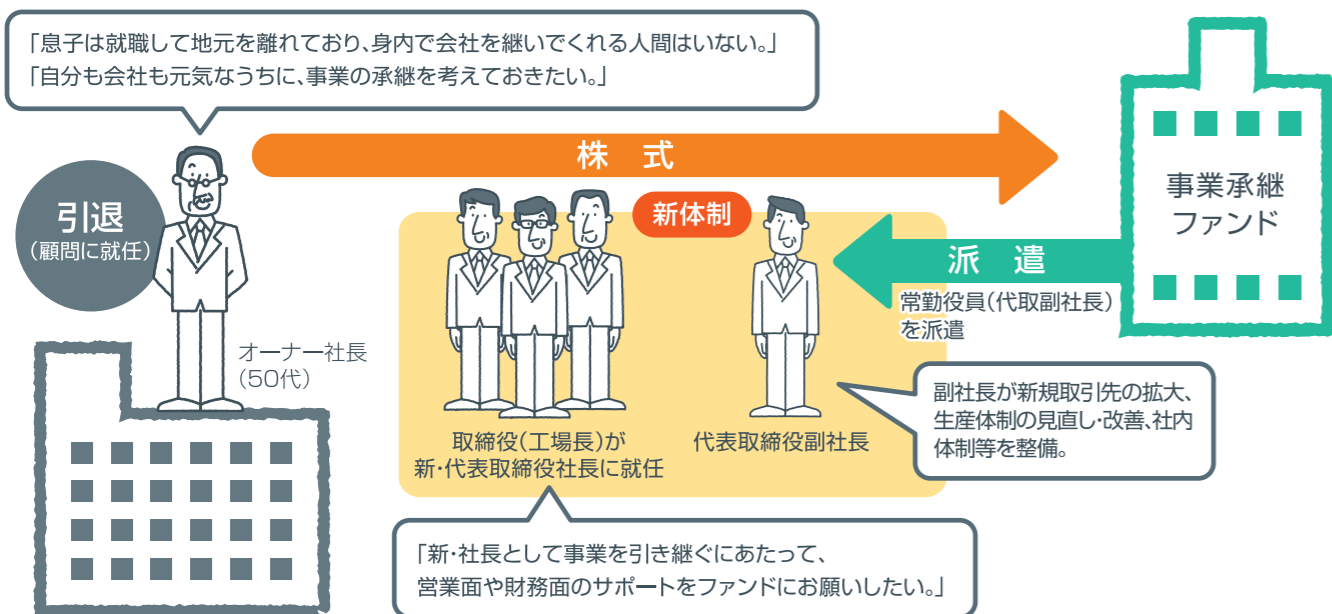 「息子は就職して地元を離れており、身内で会社を継いでくれる人間はいない。」
「自分も会社も元気なうちに、事業の承継を考えておきたい。」
株 式
引退
(顧問に就任)
新体制
事業承継
ファンド
派 遣
常勤役員(代取副社長)
を派遣
オーナー社長
(50代)
取締役(工場長)が
新・代表取締役社長に就任
代表取締役副社長
副社長が新規取引先の拡大、
生産体制の見直し・改善、社内
体制等を整備。
「新・社長として事業を引き継ぐにあたって、
営業面や財務面のサポートをファンドにお願いしたい。」